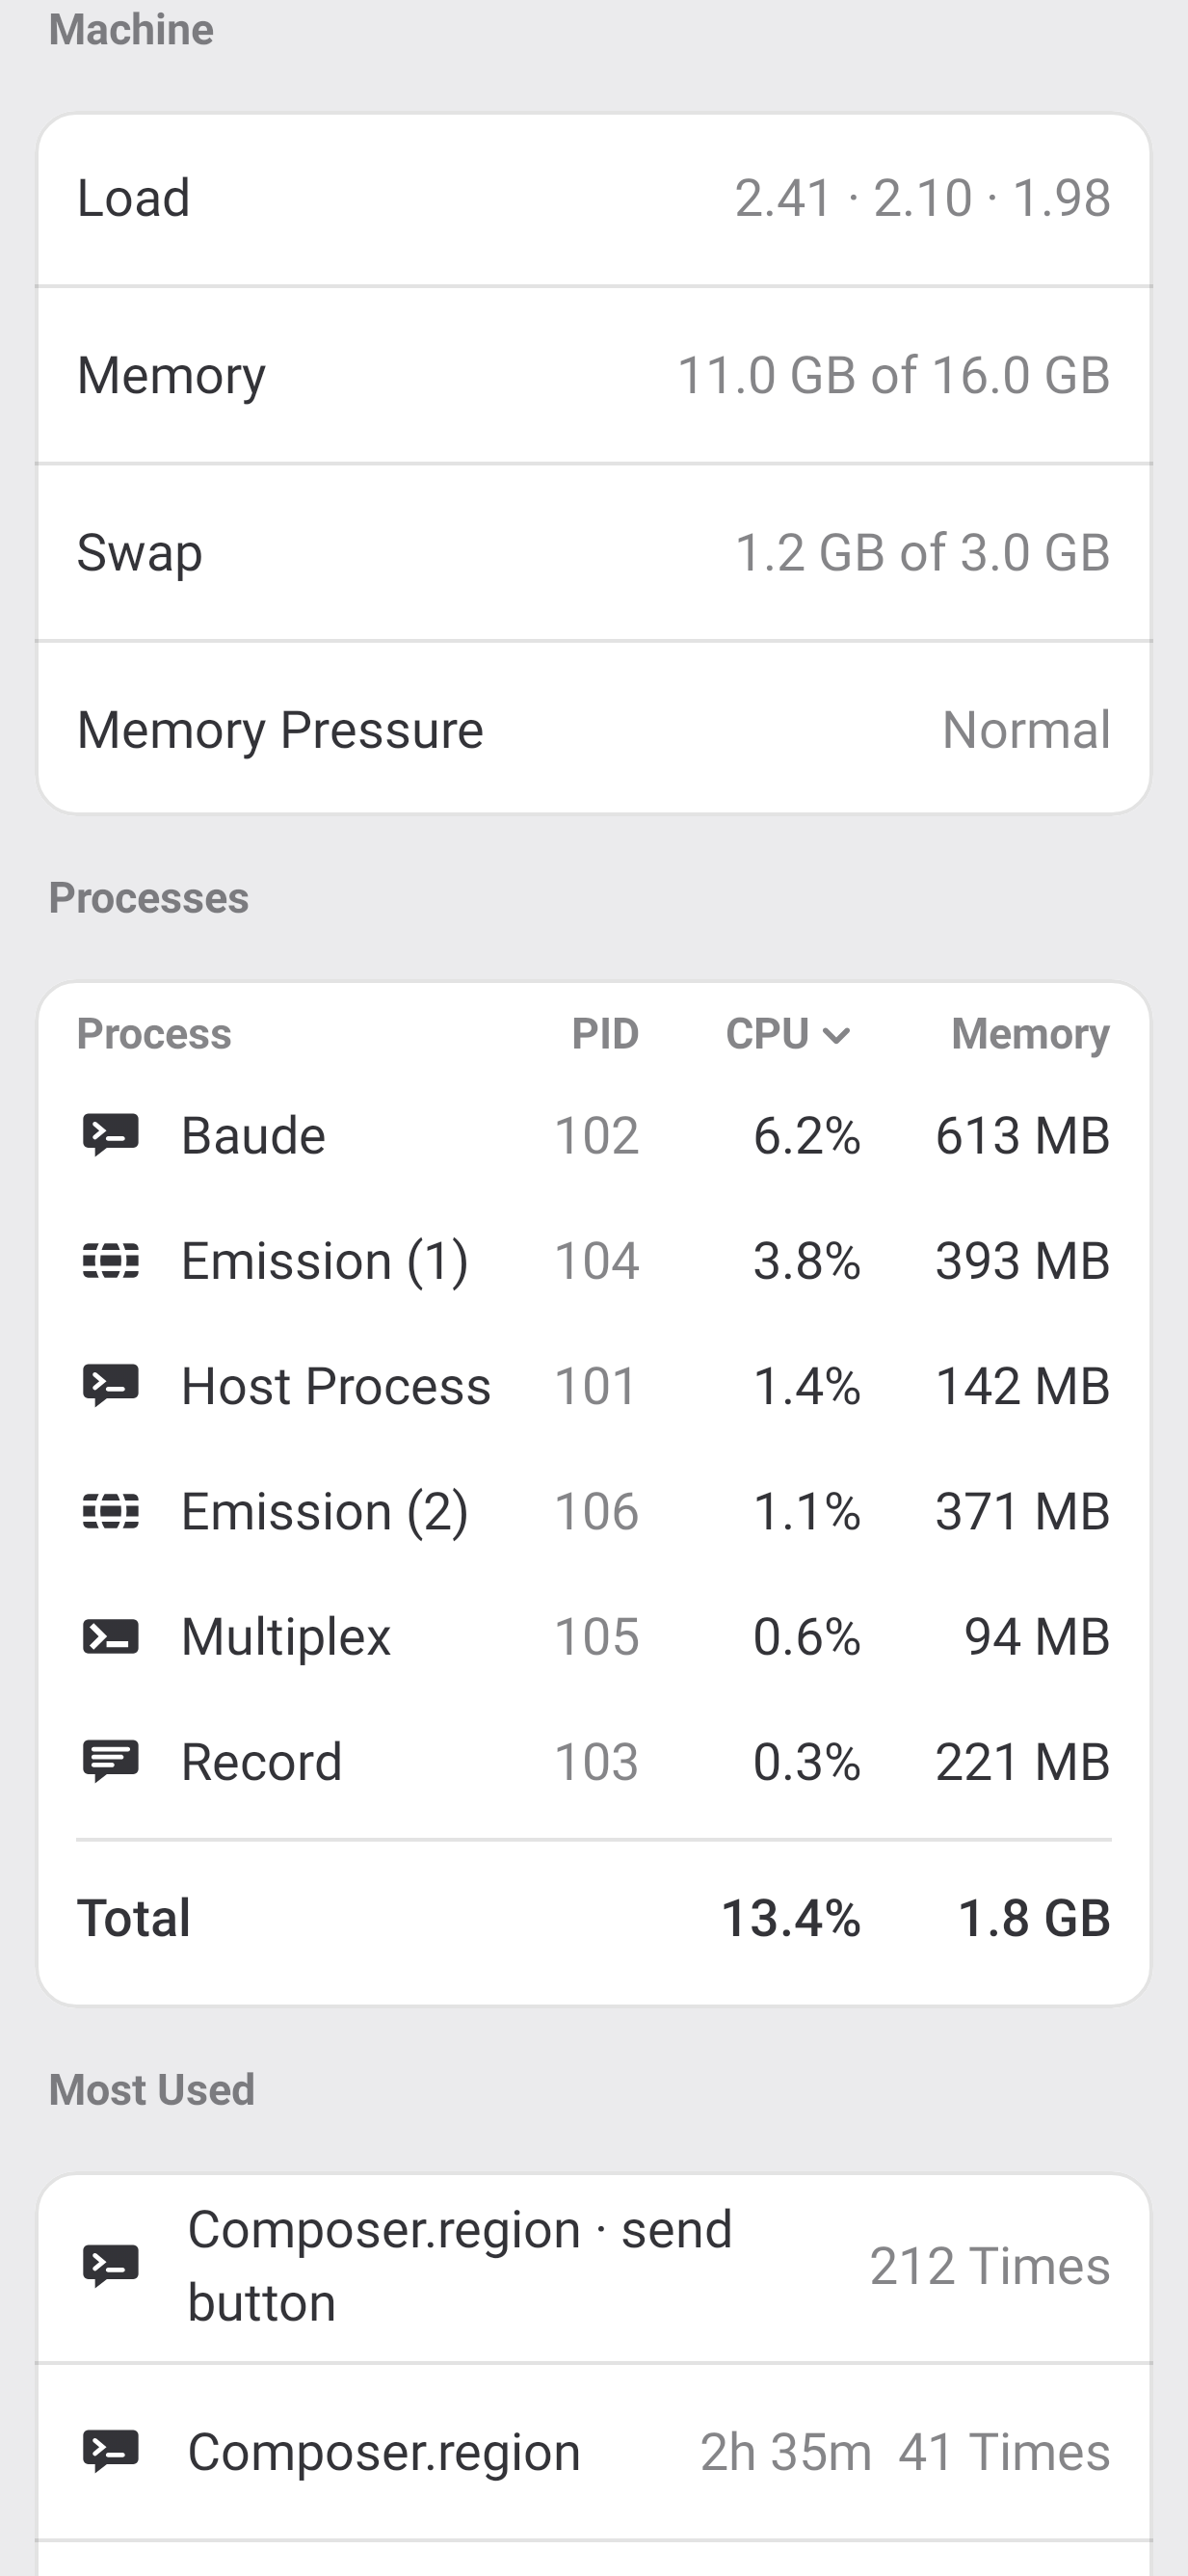 Machine
Load 2.41 · 2.10 · 1.98
Memory 11.0 GB of 16.0 GB
Swap 1.2 GB of 3.0 GB
Memory Pressure Normal
Processes
Process PID CPU Memory
Baude 102 6.2% 613 MB
Emission (1) 104 3.8% 393 MB
Host Process 101 1.4% 142 MB
Emission (2) 106 1.1% 371 MB
Multiplex 105 0.6% 94 MB
Record 103 0.3% 221 MB
Total 13.4% 1.8 GB
Most Used
Composer.region · send
button 212 Times
Composer.region 2h 35m 41 Times